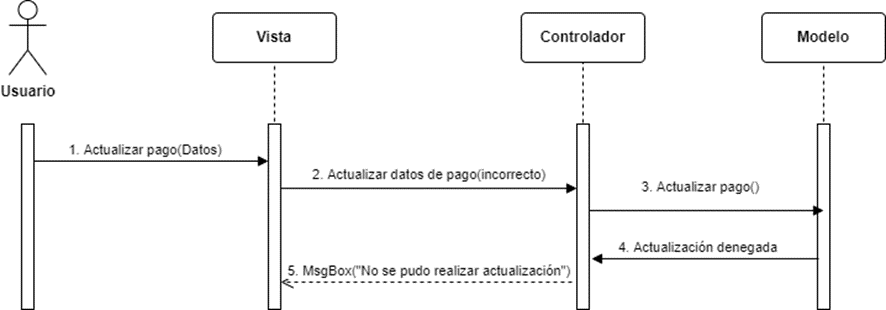 Usuario
Vista
Controlador
Modelo
1. Actualizar pago(Datos)
2. Actualizar datos de pago(incorrecto)
3. Actualizar pago()
4. Actualización denegada
5. MsgBox("No se pudo realizar actualización")